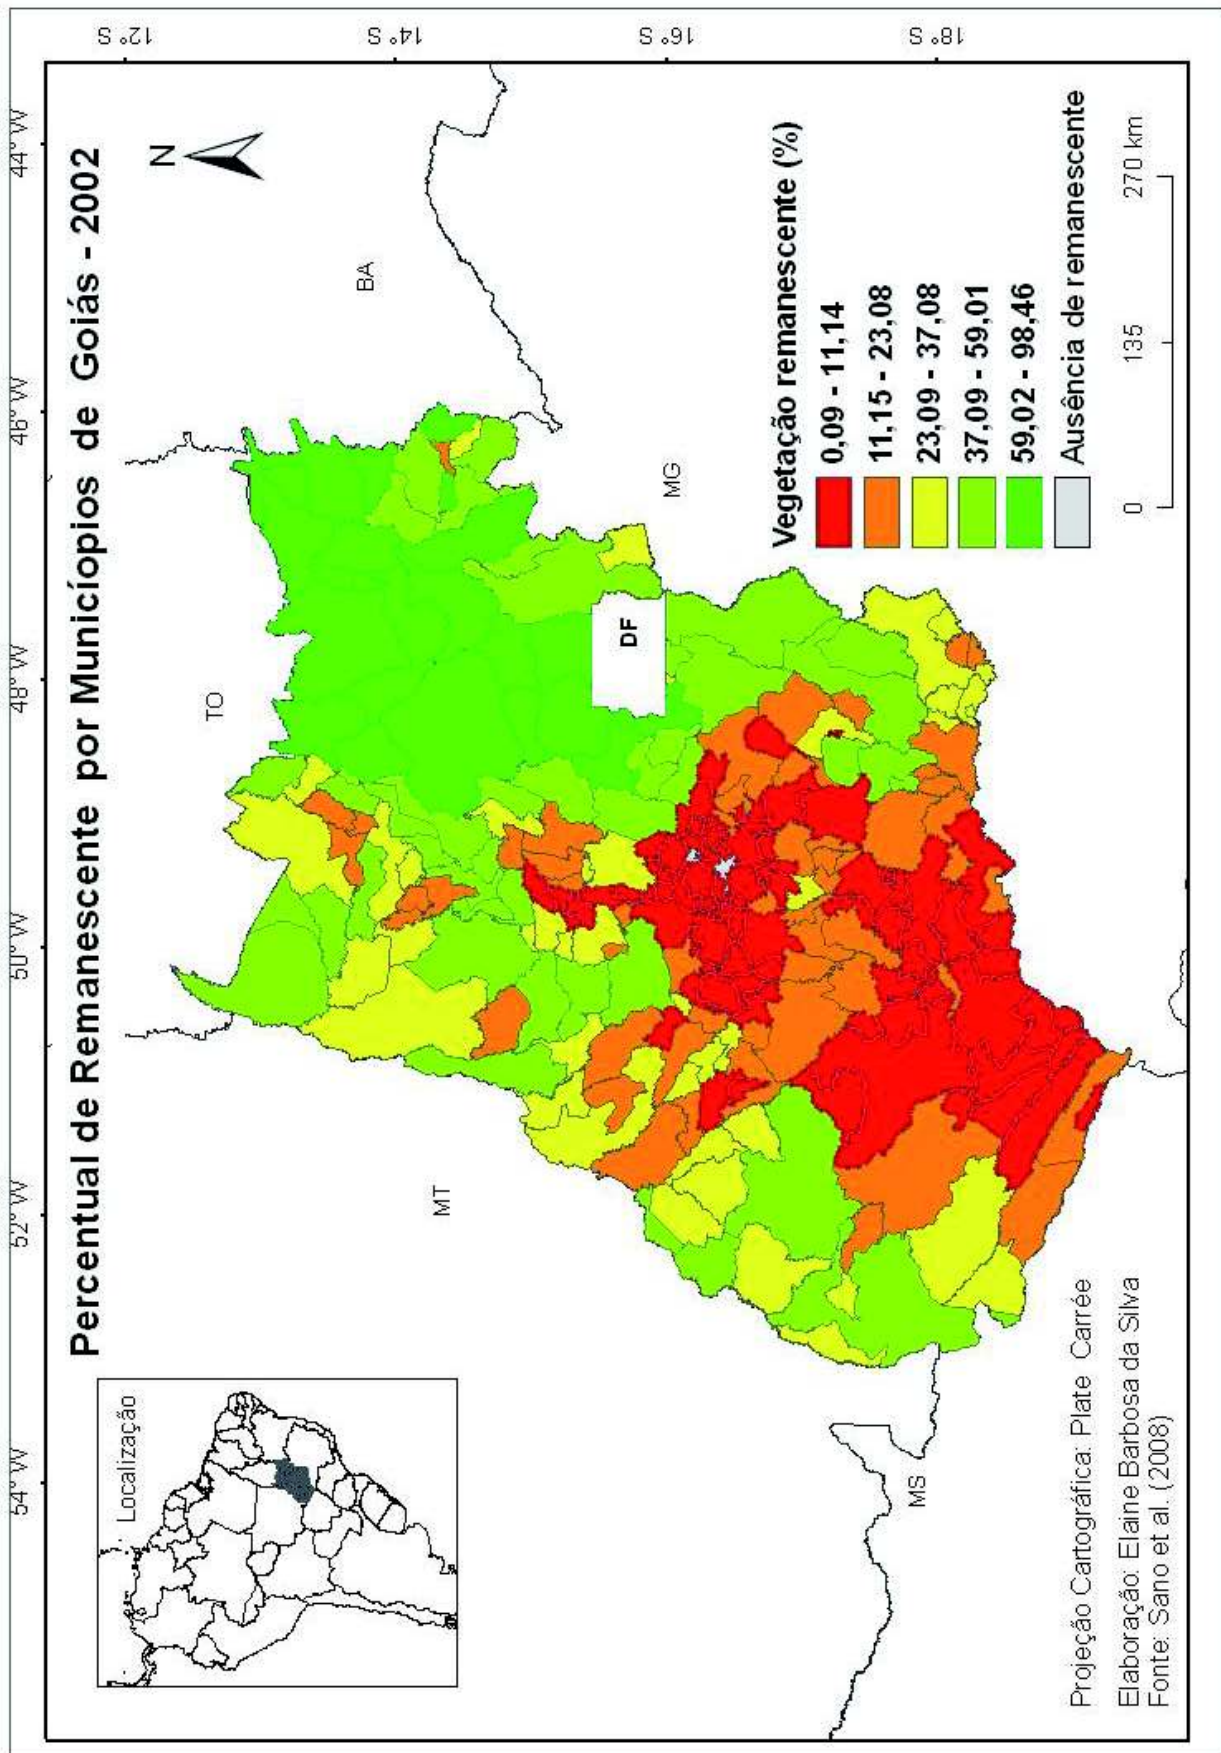 Percentual de Remanescente por Municíopios de Goiás - 2002
54° W
52° W
50° W
48° W
46° W
44° W
12° S
14° S
16° S
18° S
Localização
N
TO
BA
MT
DF
MG
MS
Vegetação remanescente (%)
0,09 - 11,14
11,15 - 23,08
23,09 - 37,08
37,09 - 59,01
59,02 - 98,46
Ausência de remanescente
0
135
270 km
Projeção Cartográfica: Plate Carrée
Elaboração: Elaine Barbosa da Silva
Fonte: Sano et al. (2008)